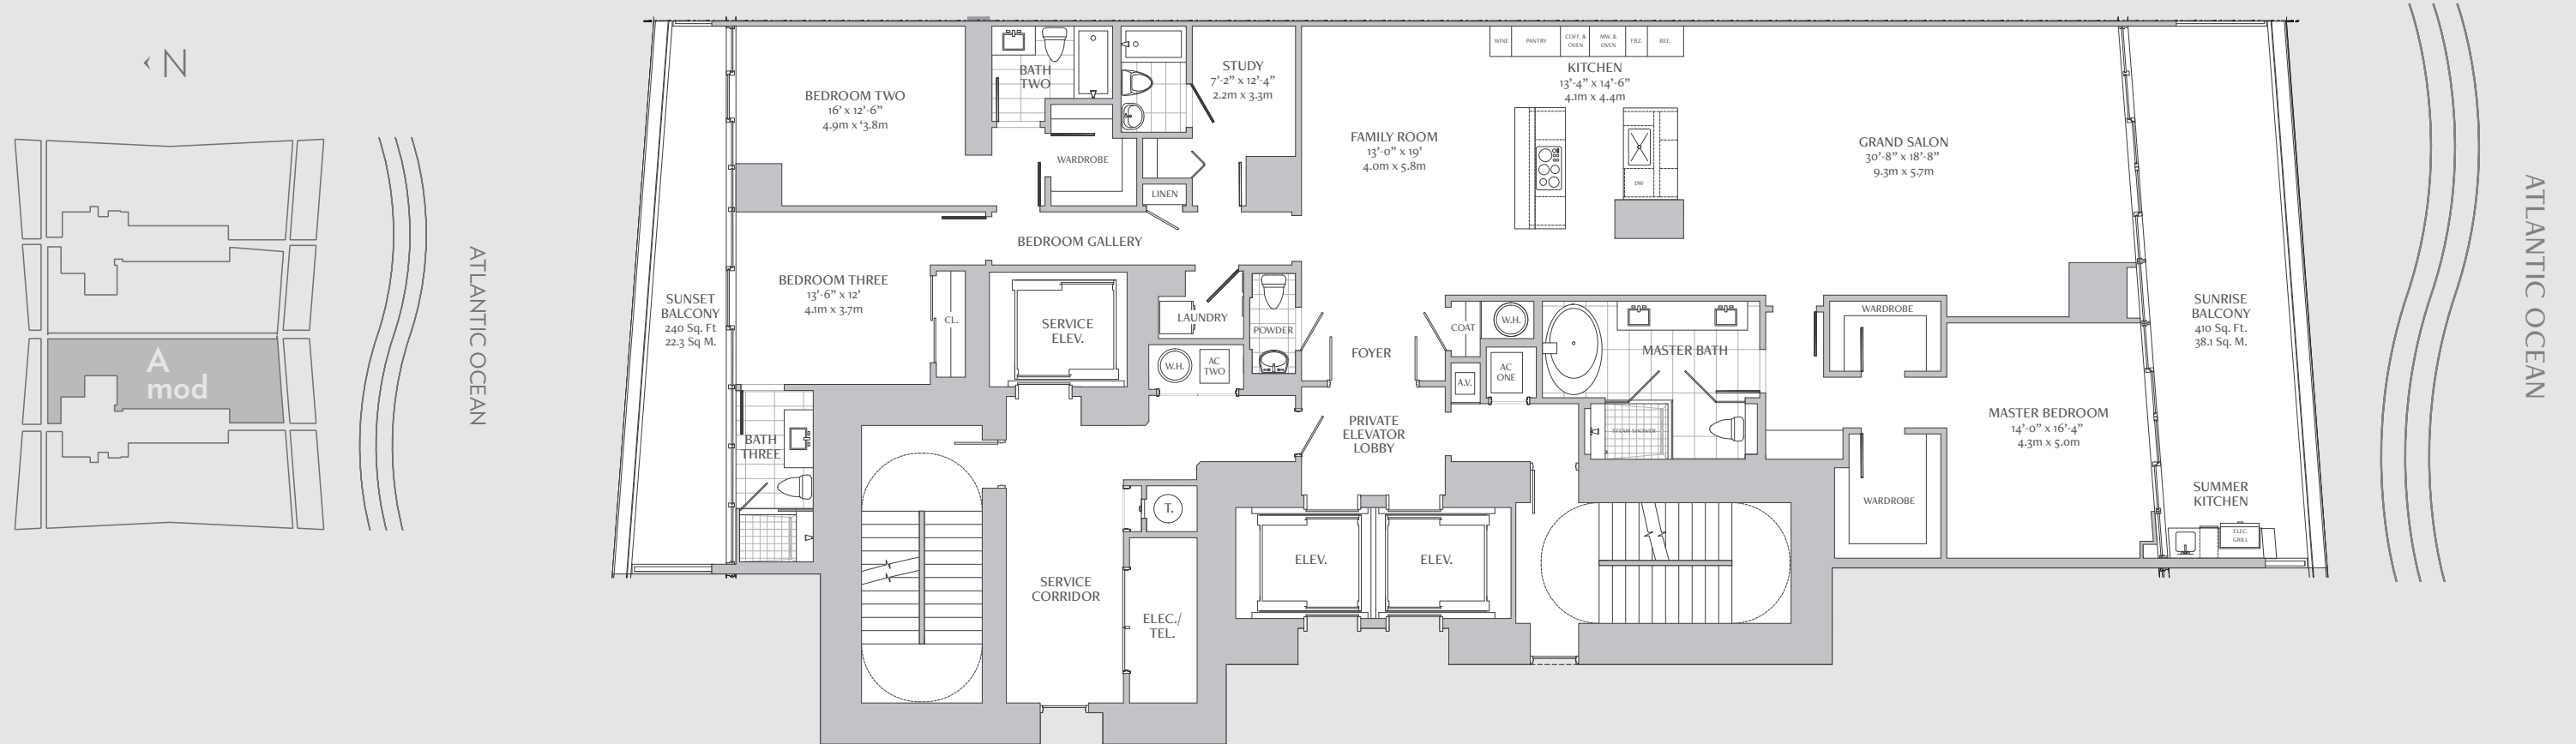 ‹N
A
mod
ATLANTIC OCEAN
SUNSET
BALCONY
240 Sq. Ft
22.3 Sq M.
BEDROOM TWO
16' x 12'-6”
4.9m x ‘3.8m
BATH
TWO
WARDROBE
LINEN
STUDY
7'-2” x 12'-4”
2.2m x 3.3m
BEDROOM GALLERY
BEDROOM THREE
13'-6” x 12'
4.1m x 3.7m
CL.
BATH
THREE
SERVICE
ELEV.
LAUNDRY
W.H.
AC
TWO
POWDER
FOYER
PRIVATE
ELEVATOR
LOBBY
FAMILY ROOM
13'-0” x 19'
4.0m x 5.8m
WINE
PANTRY
COFF. &
OVEN
MW. &
OVEN
FRZ.
REF.
KITCHEN
13'-4” x 14'-6”
4.1m x 4.4m
DW
GRAND SALON
30'-8” x 18'-8”
9.3m x 5.7m
COAT
W.H.
A.V.
AC
ONE
MASTER BATH
STEAM SHOWER
WARDROBE
MASTER BEDROOM
14'-0” x 16'-4”
4.3m x 5.0m
WARDROBE
SUNRISE
BALCONY
410 Sq. Ft.
38.1 Sq. M.
SUMMER
KITCHEN
ELEC.
GRILL
T.
SERVICE
CORRIDOR
ELEC./
TEL.
ELEV.
ELEV.
ATLANTIC OCEAN